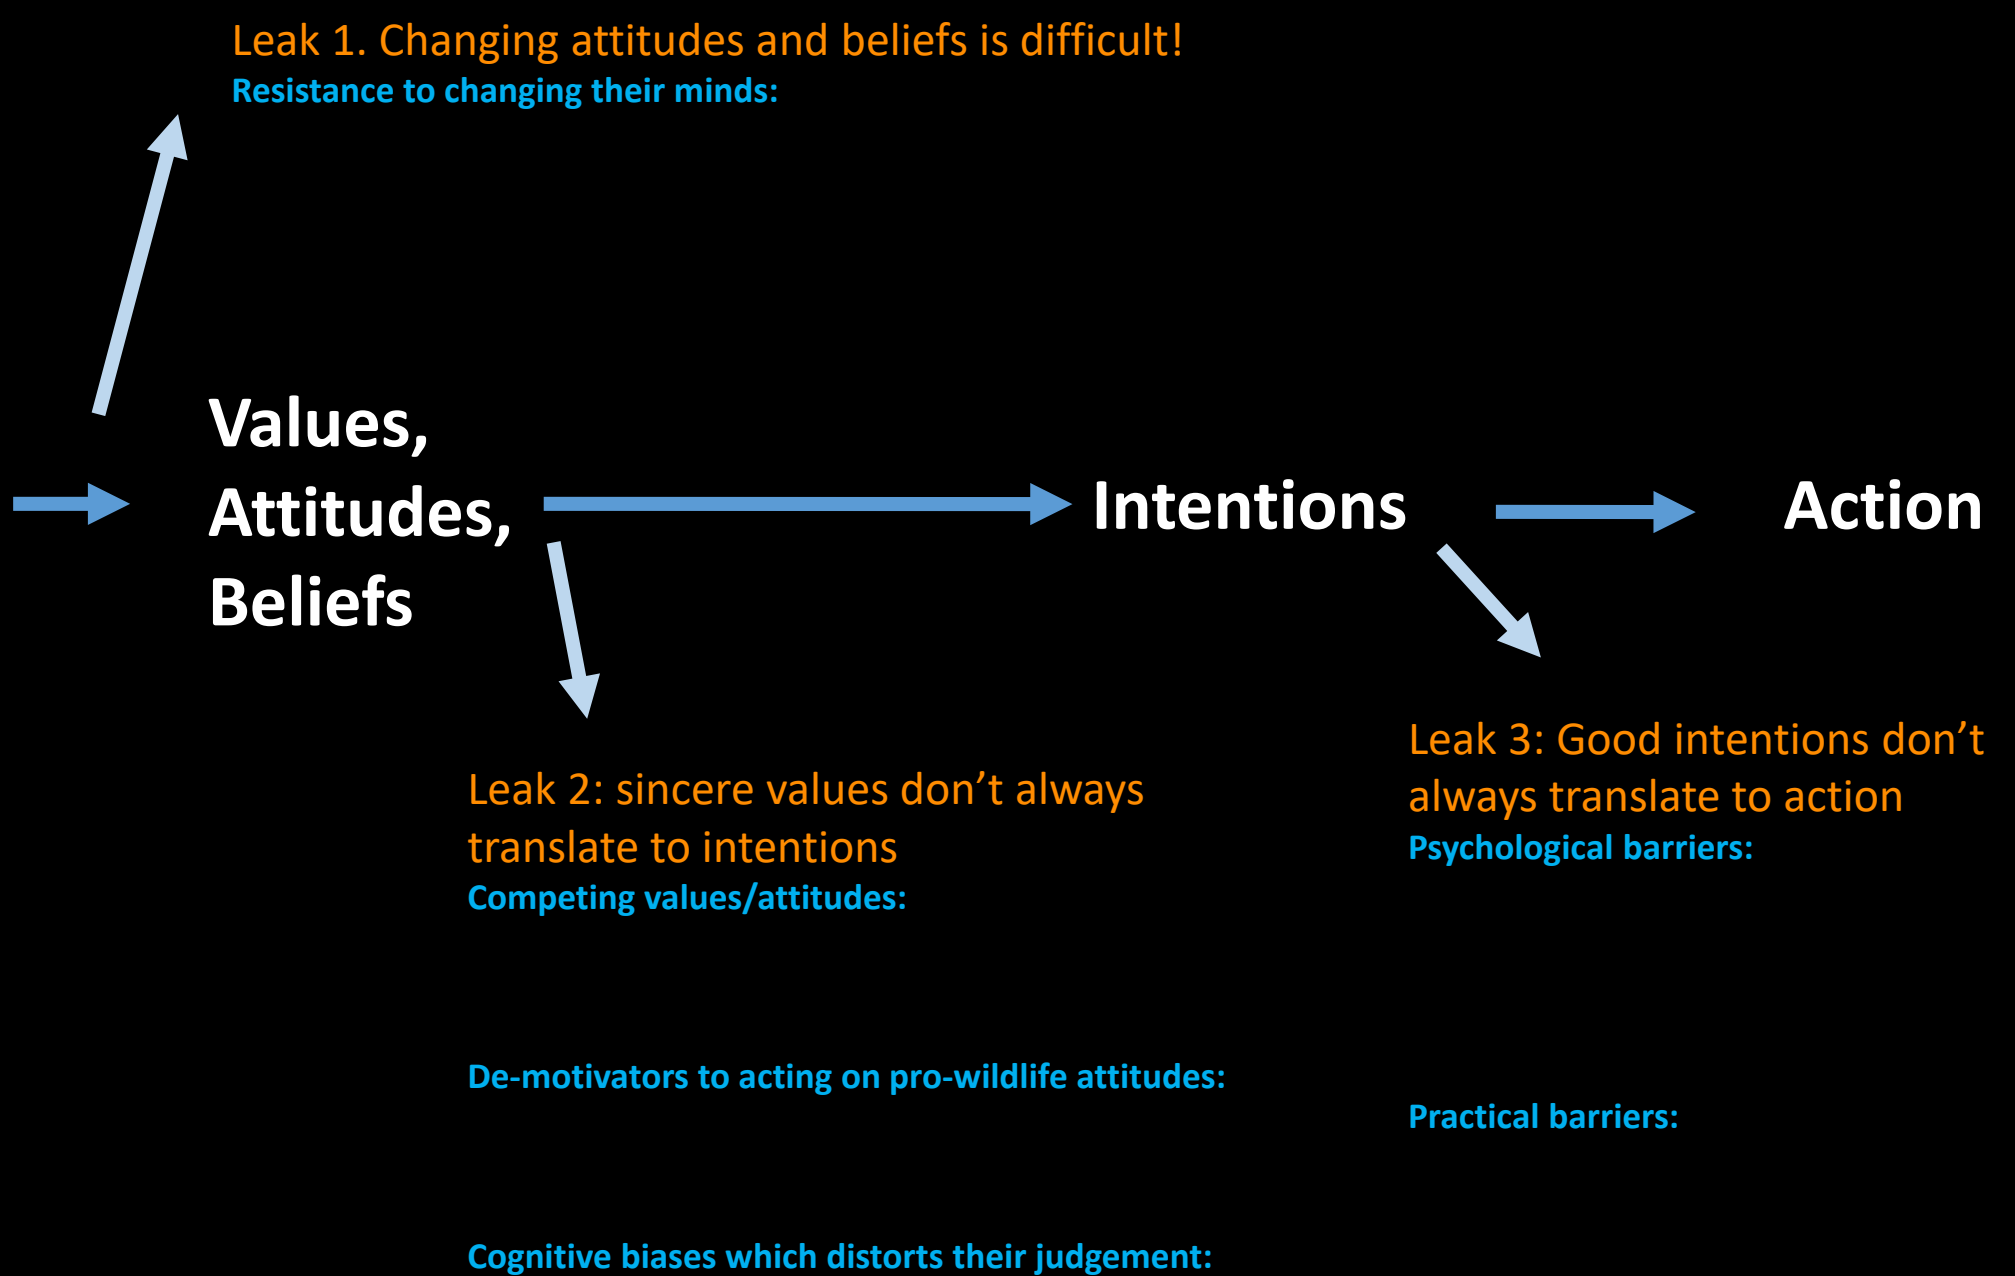 Leak 1. Changing attitudes and beliefs is difficult!
Resistance to changing their minds:
Values,
Attitudes,
Beliefs
Intentions
Action
Leak 2: sincere values don’t always
translate to intentions
Competing values/attitudes:
De-motivators to acting on pro-wildlife attitudes:
Cognitive biases which distorts their judgement:
Leak 3: Good intentions don’t
always translate to action
Psychological barriers:
Practical barriers: